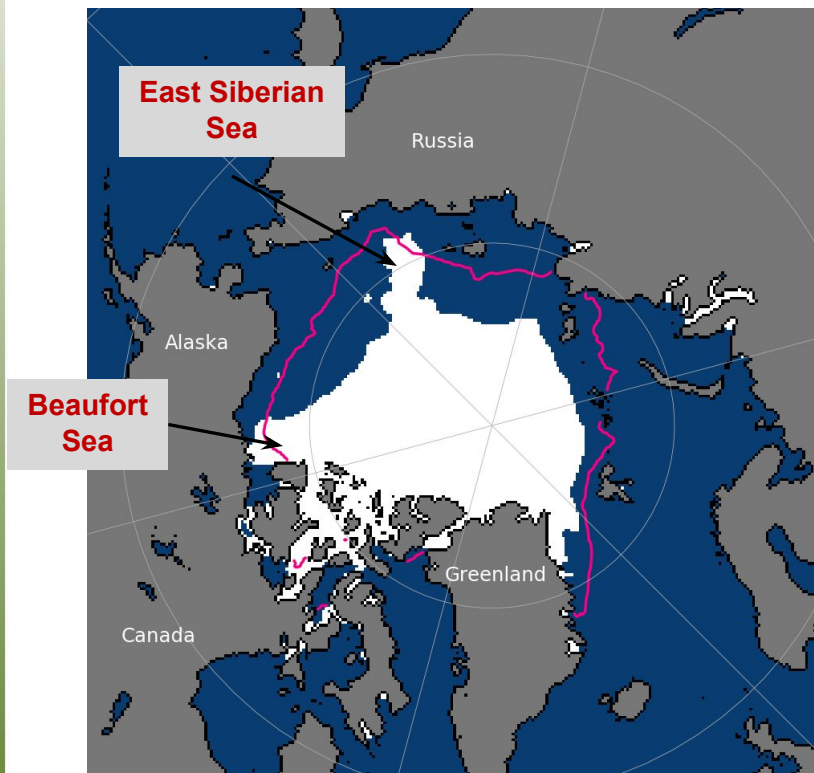 East Siberian
Sea
Russia
Alaska
Beaufort
Sea
Greenland
Canada